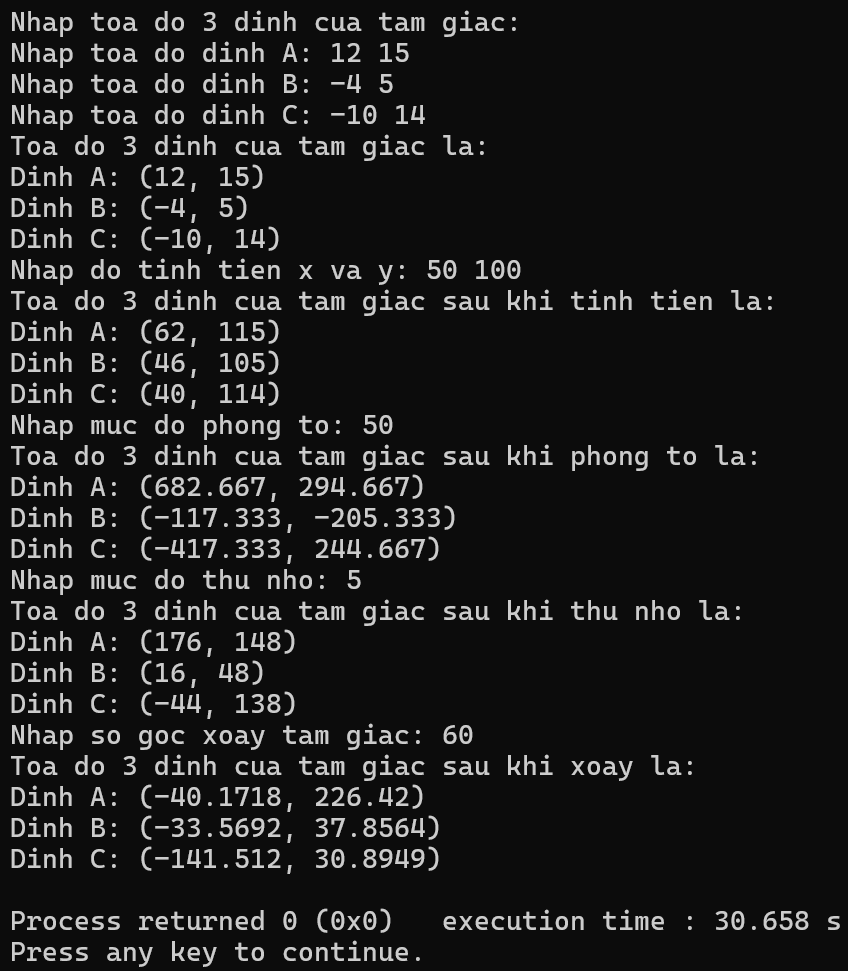 Nhap toa do 3 dinh cua tam giac:
Nhap toa do dinh A: 12 15
Nhap toa do dinh B: -4 5
Nhap toa do dinh C: -10 14
Toa do 3 dinh cua tam giac la:
Dinh A: (12, 15)
Dinh B: (-4, 5)
Dinh C: (-10, 14)
Nhap do tinh tien x va y: 50 100
Toa do 3 dinh cua tam giac sau khi tinh tien la:
Dinh A: (62, 115)
Dinh B: (46, 105)
Dinh C: (40, 114)
Nhap muc do phong to: 50
Toa do 3 dinh cua tam giac sau khi phong to la:
Dinh A: (682.667, 294.667)
Dinh B: (-117.333, -205.333)
Dinh C: (-417.333, 244.667)
Nhap muc do thu nho: 5
Toa do 3 dinh cua tam giac sau khi thu nho la:
Dinh A: (176, 148)
Dinh B: (16, 48)
Dinh C: (-44, 138)
Nhap so goc xoay tam giac: 60
Toa do 3 dinh cua tam giac sau khi xoay la:
Dinh A: (-40.1718, 226.42)
Dinh B: (-33.5692, 37.8564)
Dinh C: (-141.512, 30.8949)
Process returned 0 (0x0)   execution time : 30.658 s
Press any key to continue.